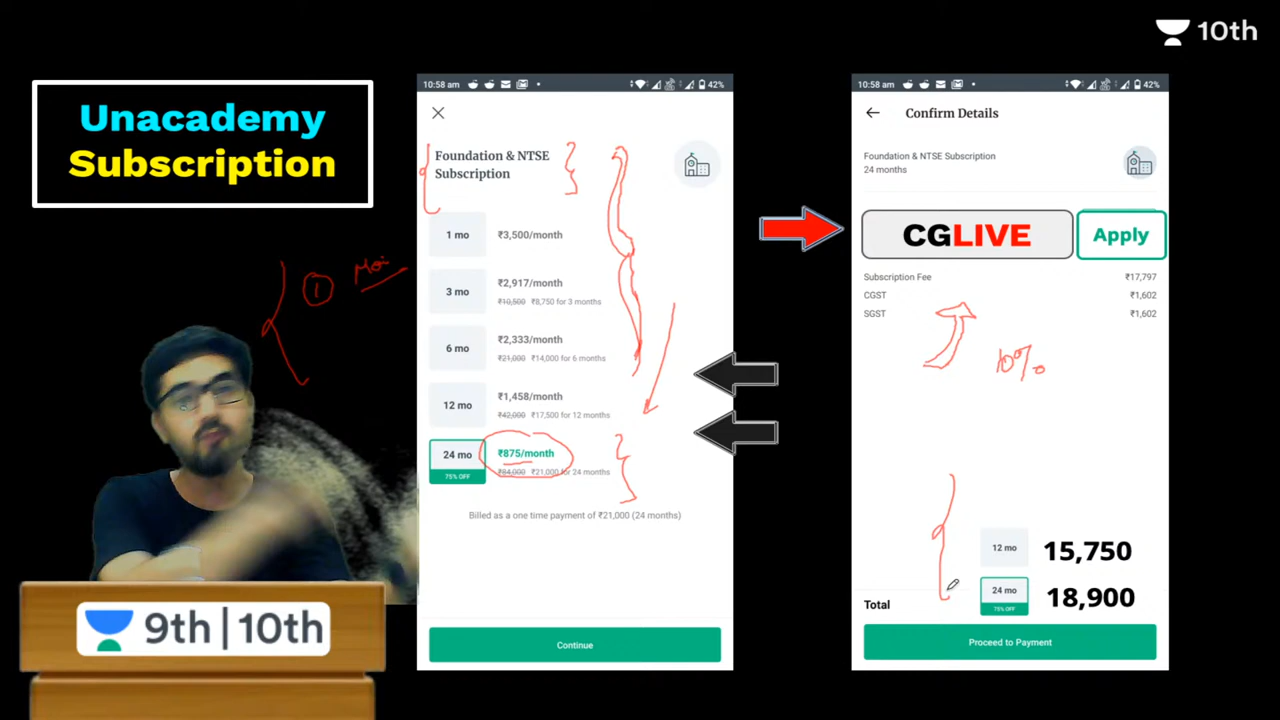 10th
Unacademy
Subscription
10:58 am
42%
Foundation & NTSE
Subscription
1 mo
₹3,500/month
3 mo
₹2,917/month
₹10,500 ₹8,750 for 3 months
6 mo
₹2,333/month
₹21,000 ₹14,000 for 6 months
12 mo
₹1,458/month
₹42,000 ₹17,500 for 12 months
24 mo
75% OFF
₹875/month
₹84,000 ₹21,000 for 24 months
Billed as a one time payment of ₹21,000 (24 months)
Continue
10:58 am
42%
Confirm Details
Foundation & NTSE Subscription
24 months
CGLIVE
Apply
Subscription Fee ₹17,797
CGST ₹1,602
SGST ₹1,602
10%
12 mo 15,750
24 mo 18,900
75% OFF
Total
Proceed to Payment
1
9th|10th